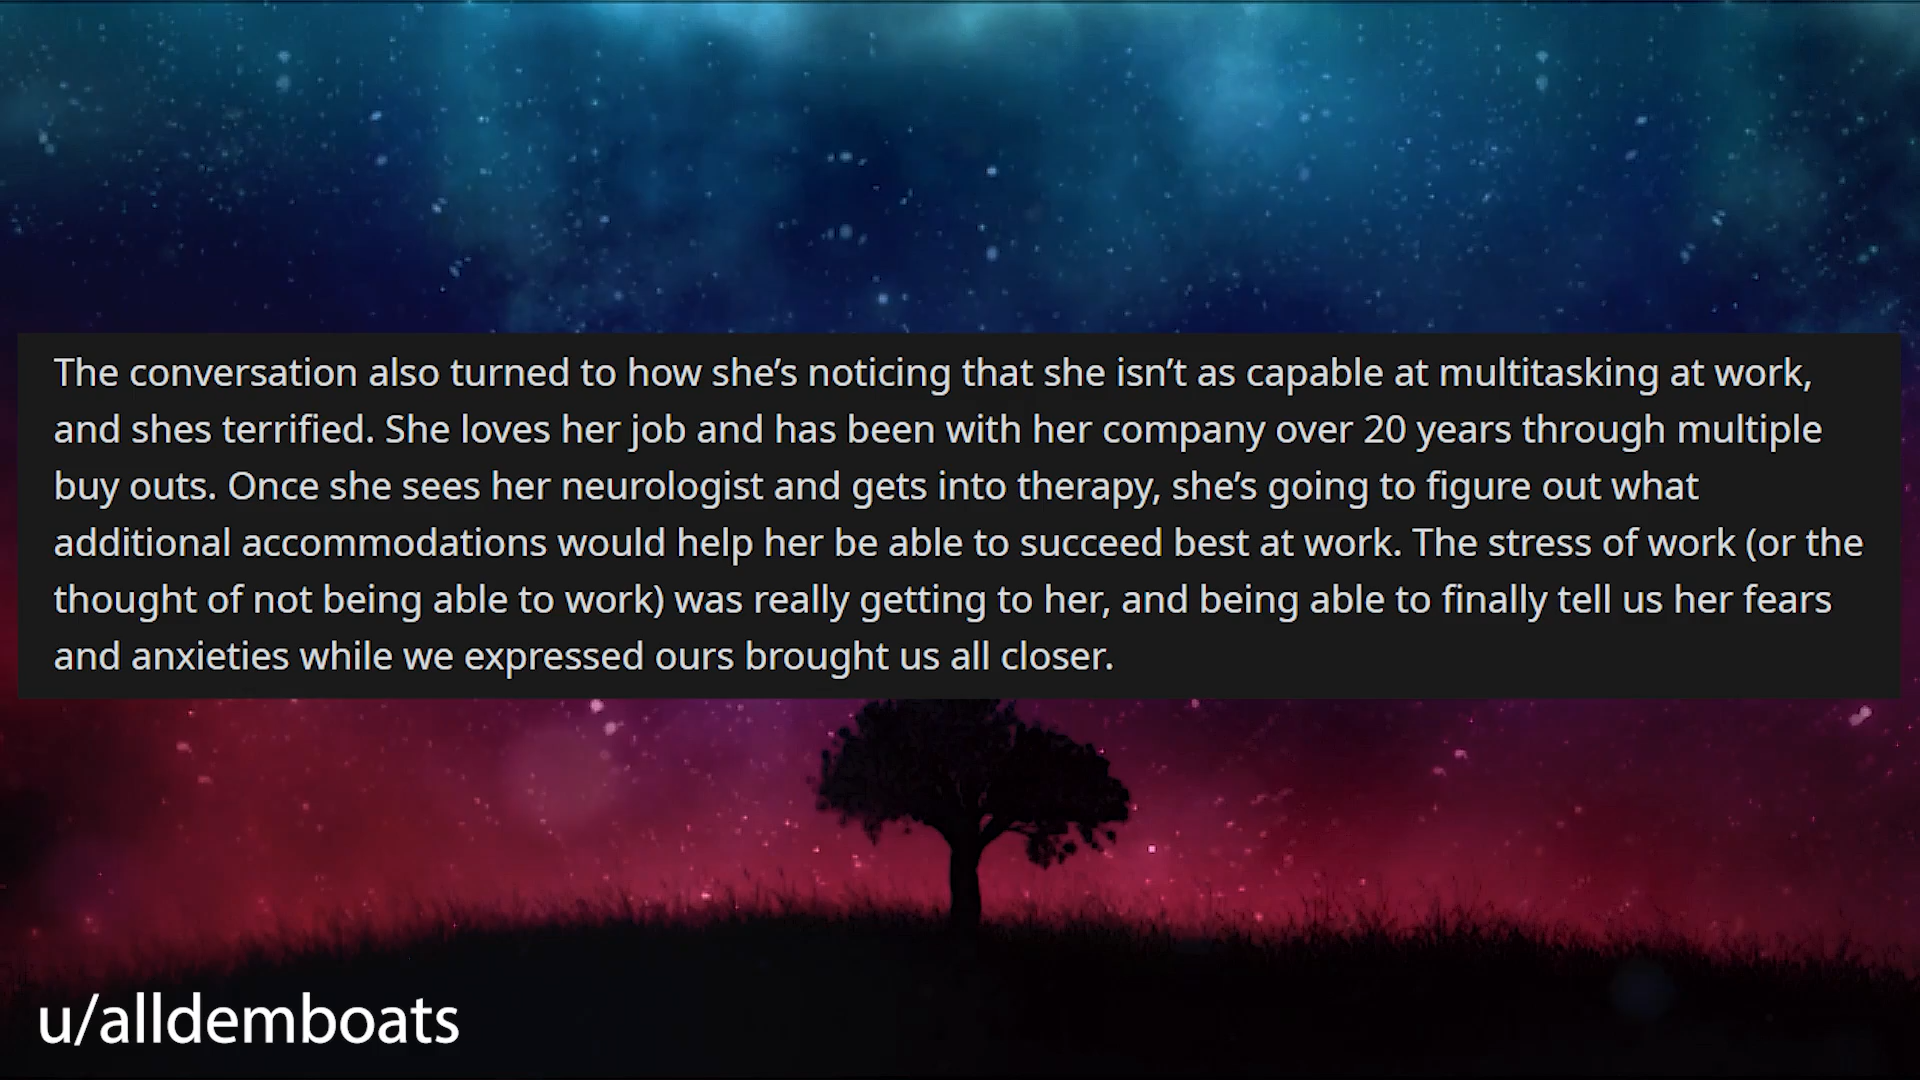 The conversation also turned to how she’s noticing that she isn’t as capable at multitasking at work,
and shes terrified. She loves her job and has been with her company over 20 years through multiple
buy outs. Once she sees her neurologist and gets into therapy, she’s going to figure out what
additional accommodations would help her be able to succeed best at work. The stress of work (or the
thought of not being able to work) was really getting to her, and being able to finally tell us her fears
and anxieties while we expressed ours brought us all closer.
u/alldemboats